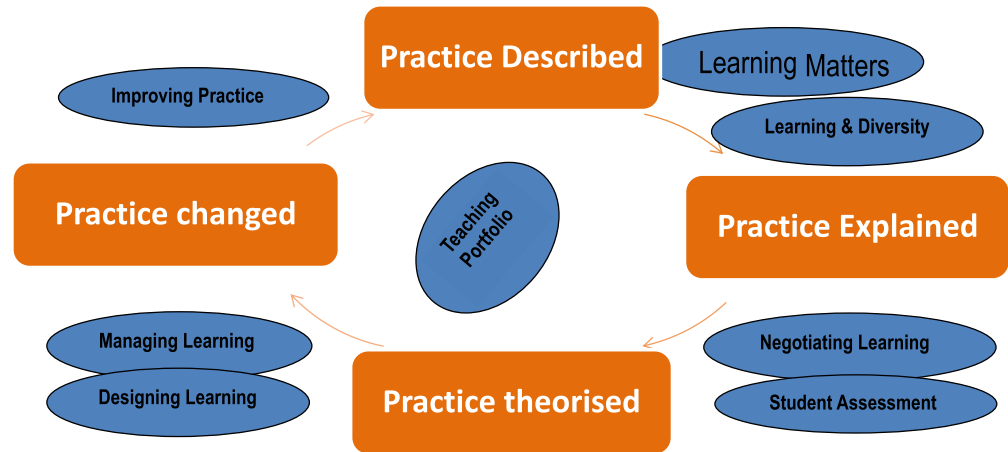 Practice Described
Learning Matters
Improving Practice
Learning & Diversity
Practice changed
Teaching
Portfolio
Practice Explained
Managing Learning
Designing Learning
Practice theorised
Negotiating Learning
Student Assessment